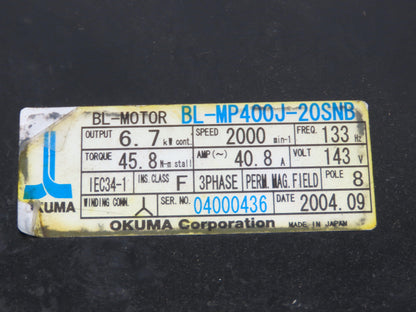 BL-MOTOR BL-MP400J-20SNB
OUTPUT 6.7 kW cont. SPEED 2000 min-1 FREQ. 133 Hz
TORQUE 45.8 N-m stall AMP(~) 40.8 A VOLT 143 V
IEC34-1 INS.CLASS F 3PHASE PERM.MAG.FIELD POLE 8
OKUMA WINDING CONN. SER.NO. 04000436 DATE 2004.09
OKUMA Corporation MADE IN JAPAN